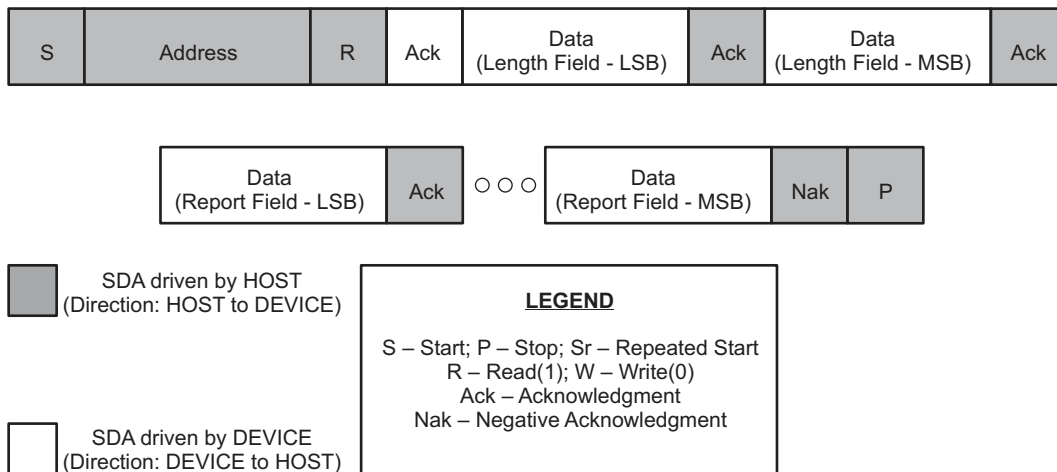 S Address R Ack Data (Length Field - LSB) Ack Data (Length Field - MSB) Ack
Data (Report Field - LSB) Ack Data (Report Field - MSB) Nak P
SDA driven by HOST
(Direction: HOST to DEVICE)
LEGEND
S – Start; P – Stop; Sr – Repeated Start
R – Read(1); W – Write(0)
Ack – Acknowledgment
Nak – Negative Acknowledgment
SDA driven by DEVICE
(Direction: DEVICE to HOST)